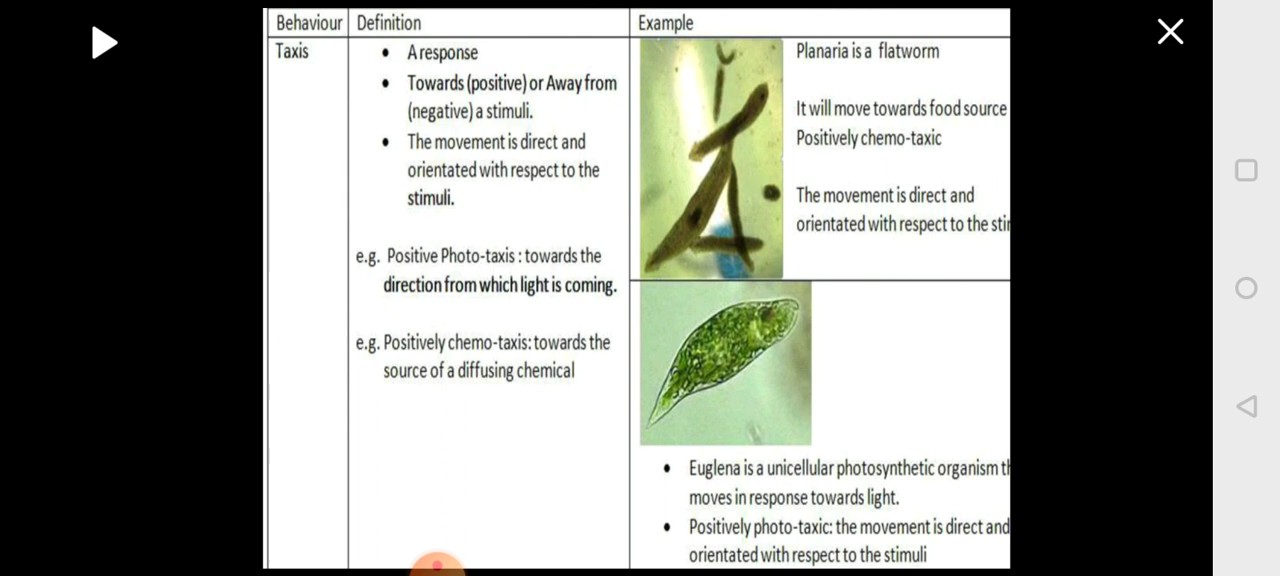 Behaviour Definition Example
Taxis
• A response
• Towards (positive) or Away from
(negative) a stimuli.
• The movement is direct and
orientated with respect to the
stimuli.
e.g. Positive Photo-taxis : towards the
direction from which light is coming.
e.g. Positively chemo-taxis: towards the
source of a diffusing chemical
Planaria is a flatworm
It will move towards food source
Positively chemo-taxic
The movement is direct and
orientated with respect to the
• Euglena is a unicellular photosynthetic organism
moves in response towards light.
• Positively photo-taxic: the movement is direct and
orientated with respect to the stimuli